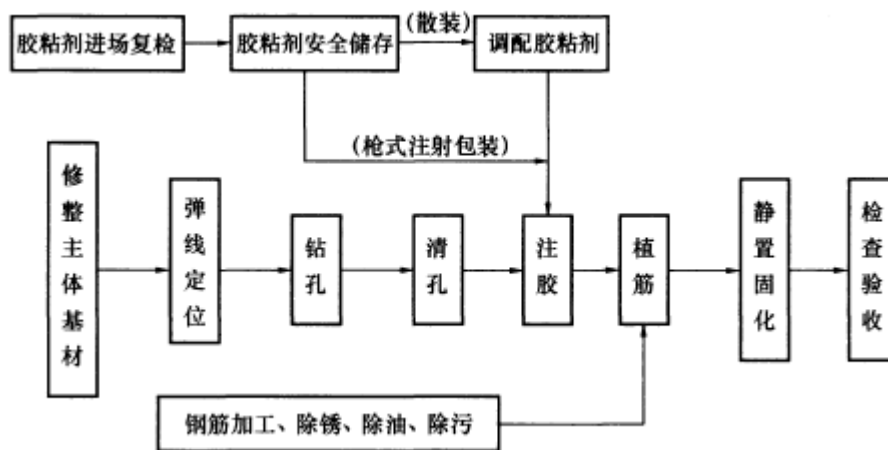 (散装)
胶粘剂进场复检
胶粘剂安全储存
调配胶粘剂
(枪式注射包装)
修整主体基材
弹线定位
钻孔
清孔
注胶
植筋
静置固化
检查验收
钢筋加工、除锈、除油、除污